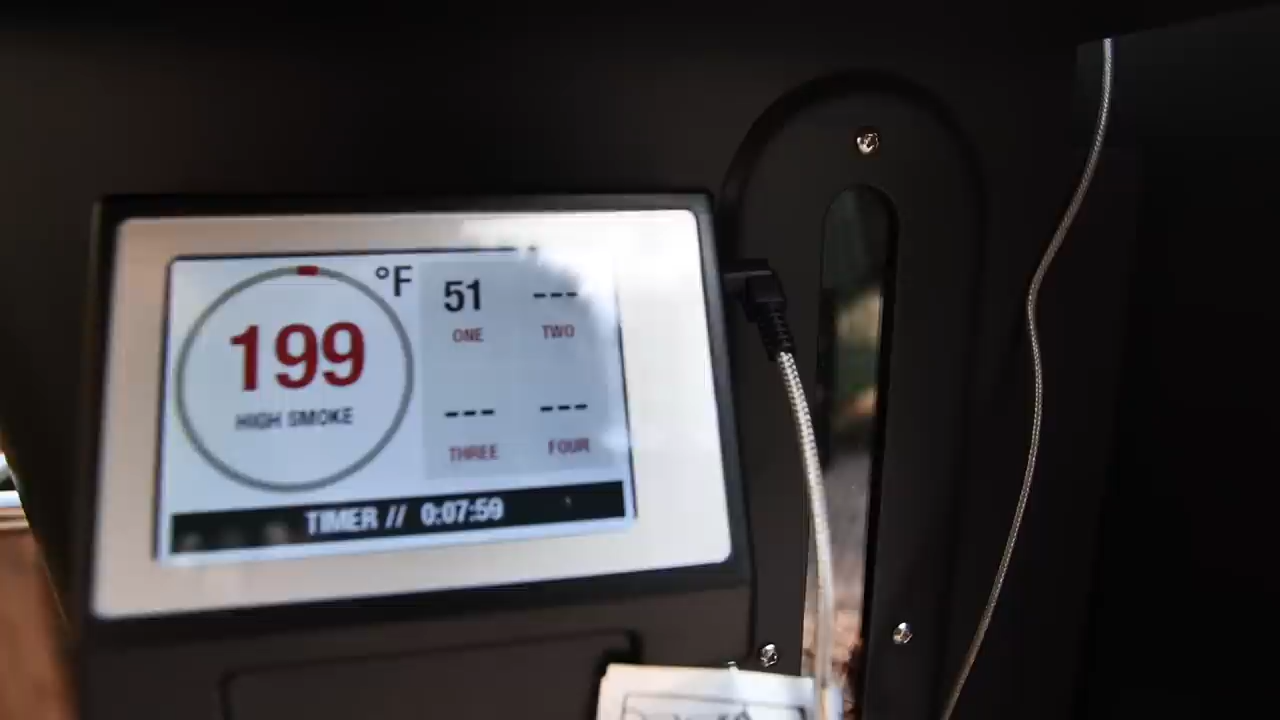 °F
199
HIGH SMOKE
51
ONE
---
TWO
---
THREE
---
FOUR
TIMER // 0:07:59